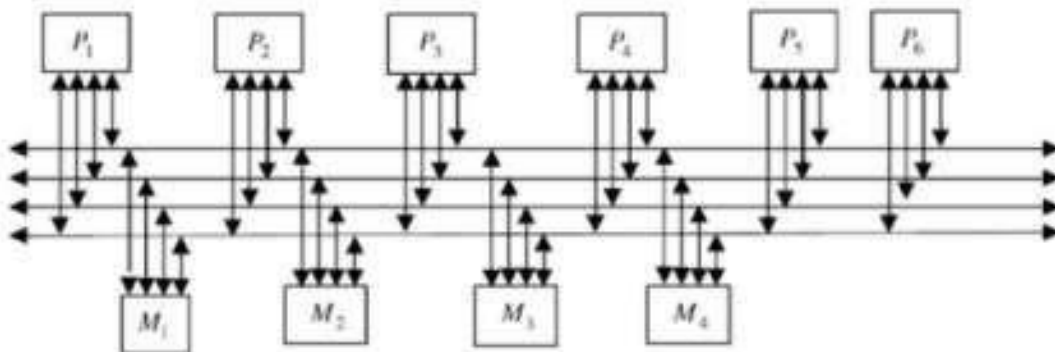 P₁ P₂ P₃ P₄ P₅ P₆
M₁ M₂ M₃ M₄